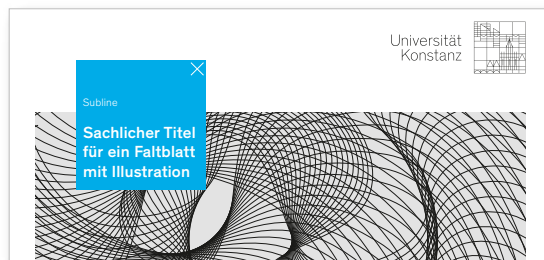 Universität
Konstanz
Subline
Sachlicher Titel
für ein Faltblatt
mit Illustration